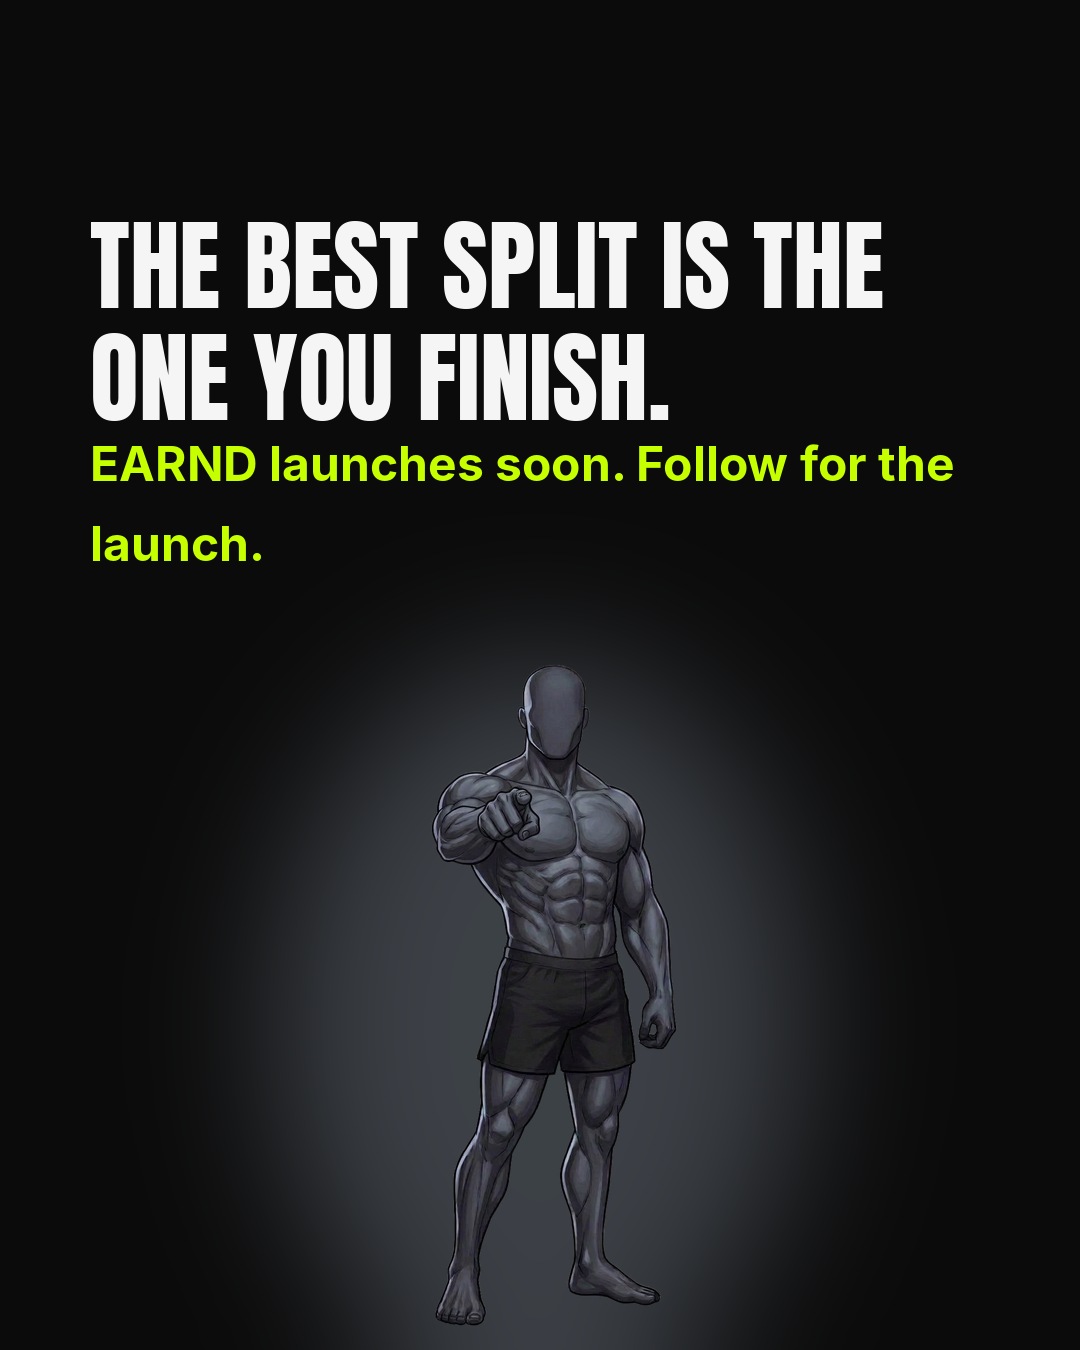 THE BEST SPLIT IS THE
ONE YOU FINISH.
EARND launches soon. Follow for the
launch.